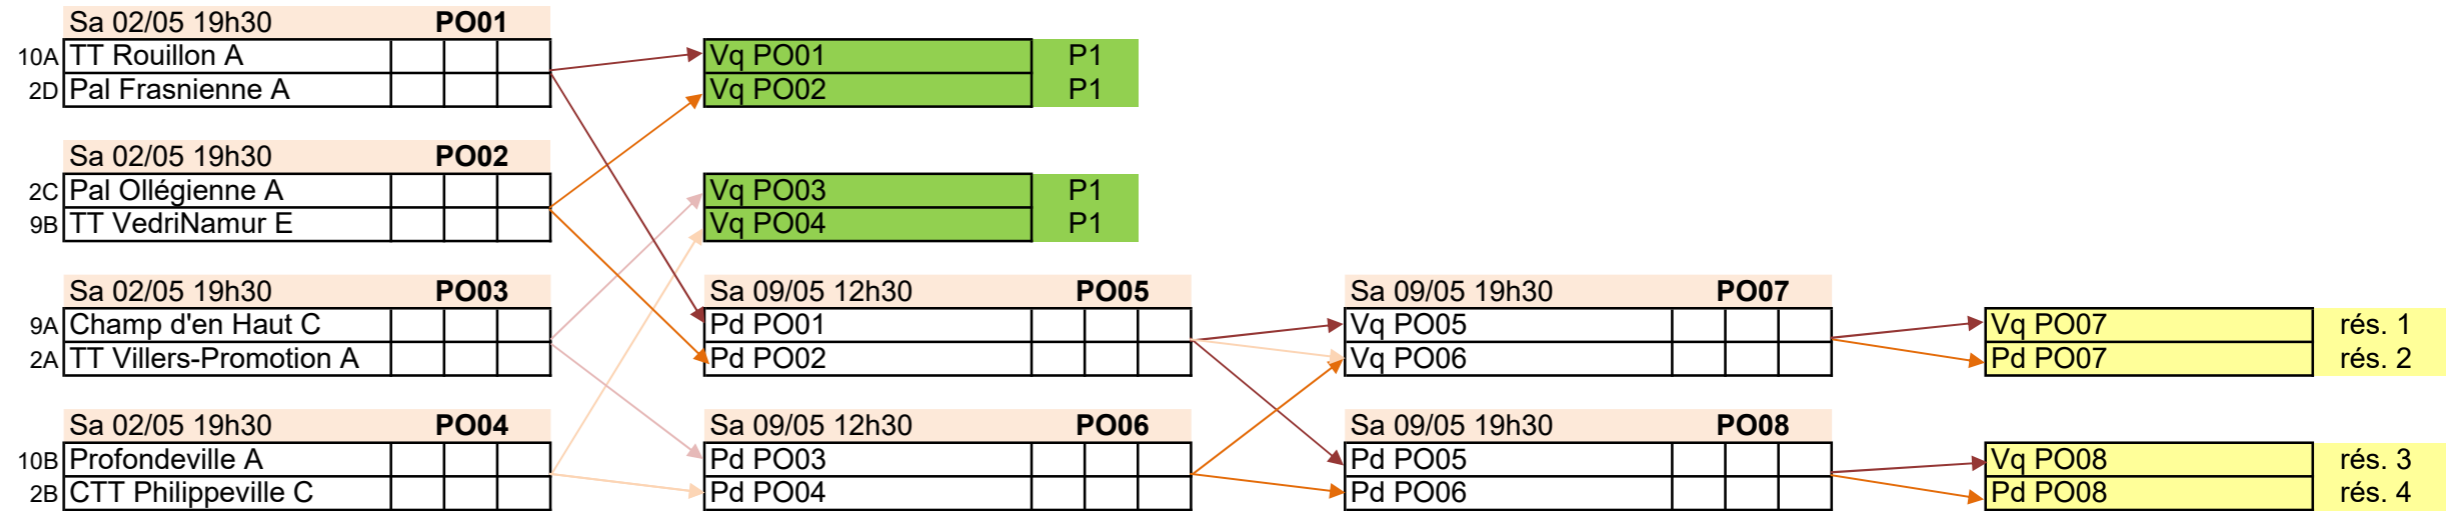 Sa 02/05 19h30 PO01
10A TT Rouillon A Vq PO01 P1
2D Pal Frasnienne A Vq PO02 P1
Sa 02/05 19h30 PO02
2C Pal Ollégienne A Vq PO03 P1
9B TT VedriNamur E Vq PO04 P1
Sa 02/05 19h30 PO03 Sa 09/05 12h30 PO05 Sa 09/05 19h30 PO07
9A Champ d'en Haut C Pd PO01 Vq PO05 Vq PO07 rés. 1
2A TT Villers-Promotion A Pd PO02 Vq PO06 Pd PO07 rés. 2
Sa 02/05 19h30 PO04 Sa 09/05 12h30 PO06 Sa 09/05 19h30 PO08
10B Profondeville A Pd PO03 Pd PO05 Vq PO08 rés. 3
2B CTT Philippeville C Pd PO04 Pd PO06 Pd PO08 rés. 4